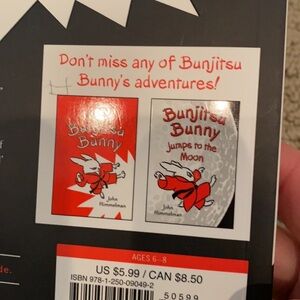 Don't miss any of Bunjitsu
Bunny's adventures!
Bunjitsu
Bunny
John
Himmelman
Bunjitsu
Bunny
Jumps to the
Moon
John
Himmelman
AGES 6-8
US $5.99 / CAN $8.50
ISBN 978-1-250-09049-2
50599